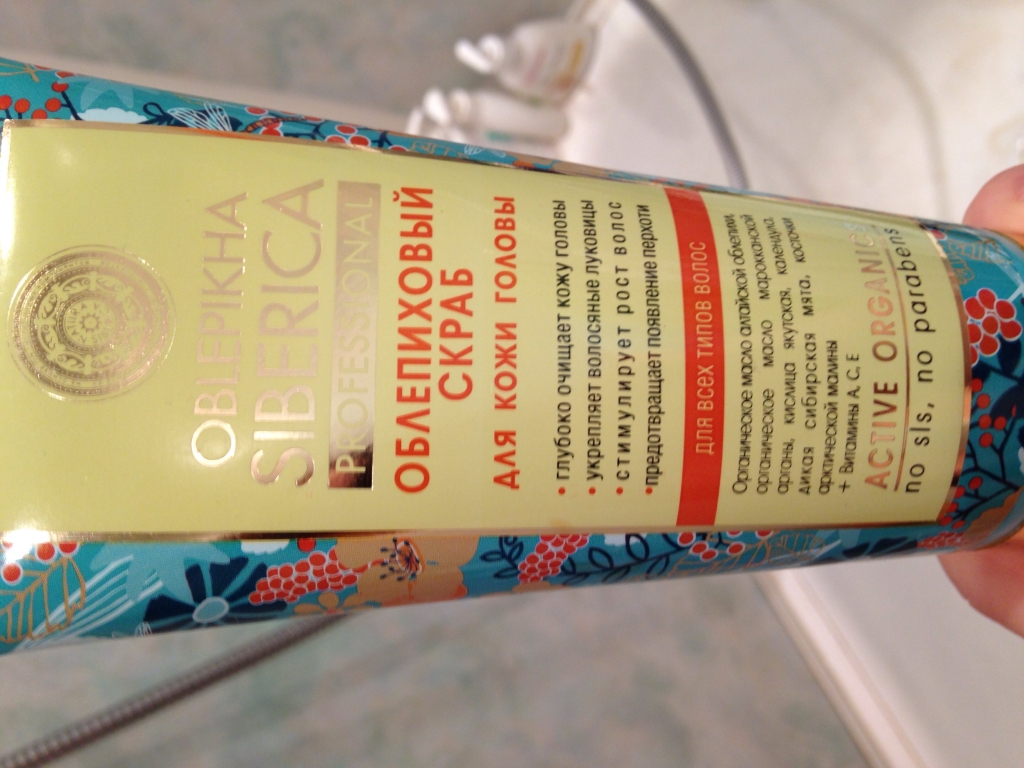 OBLEPIKHA
SIBERICA
PROFESSIONAL
ОБЛЕПИХОВЫЙ
СКРАБ
ДЛЯ КОЖИ ГОЛОВЫ
• глубоко очищает кожу головы
• укрепляет волосяные луковицы
• стимулирует рост волос
• предотвращает появление перхоти
ДЛЯ ВСЕХ ТИПОВ ВОЛОС
Органическое масло алтайской облепихи,
органическое масло марокканской
арганы, кислица якутская, календула,
дикая сибирская мята, косточки
арктической малины
+ Витамины A, C, E
ACTIVE ORGANICS
no sls, no parabens